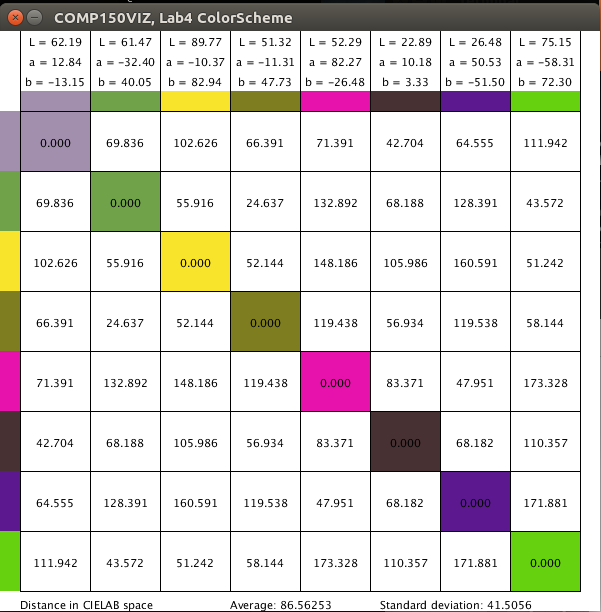 COMP150VIZ, Lab4 ColorScheme
L = 62.19 L = 61.47 L = 89.77 L = 51.32 L = 52.29 L = 22.89 L = 26.48 L = 75.15
a = 12.84 a = −32.40 a = −10.37 a = −11.31 a = 82.27 a = 10.18 a = 50.53 a = −58.31
b = −13.15 b = 40.05 b = 82.94 b = 47.73 b = −26.48 b = 3.33 b = −51.50 b = 72.30
0.000 69.836 102.626 66.391 71.391 42.704 64.555 111.942
69.836 0.000 55.916 24.637 132.892 68.188 128.391 43.572
102.626 55.916 0.000 52.144 148.186 105.986 160.591 51.242
66.391 24.637 52.144 0.000 119.438 56.934 119.538 58.144
71.391 132.892 148.186 119.438 0.000 83.371 47.951 173.328
42.704 68.188 105.986 56.934 83.371 0.000 68.182 110.357
64.555 128.391 160.591 119.538 47.951 68.182 0.000 171.881
111.942 43.572 51.242 58.144 173.328 110.357 171.881 0.000
Distance in CIELAB space Average: 86.56253 Standard deviation: 41.5056